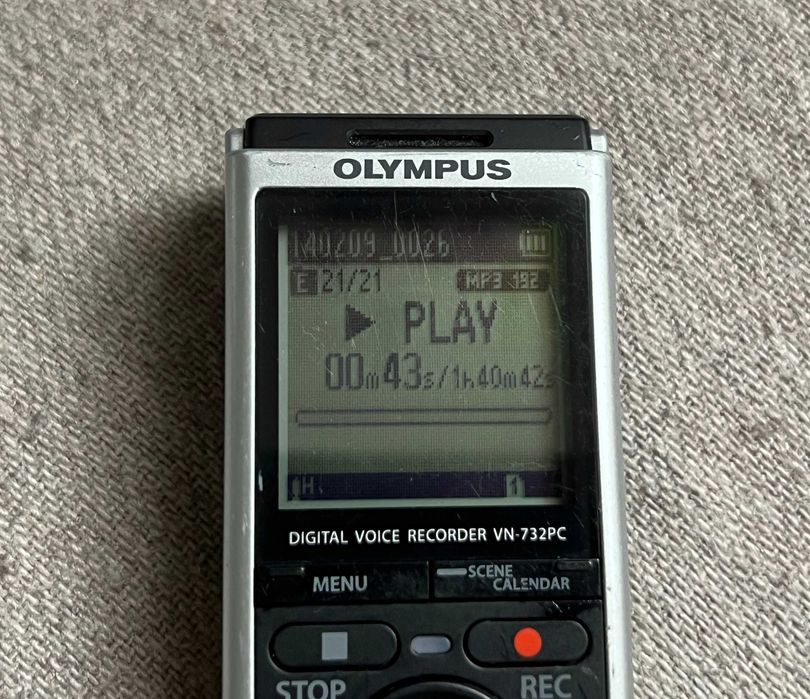 OLYMPUS
140209_0026
E 21/21 MP3 192
PLAY
00m43s/1h40m42s
1
DIGITAL VOICE RECORDER VN-732PC
MENU
SCENE
CALENDAR
STOP REC